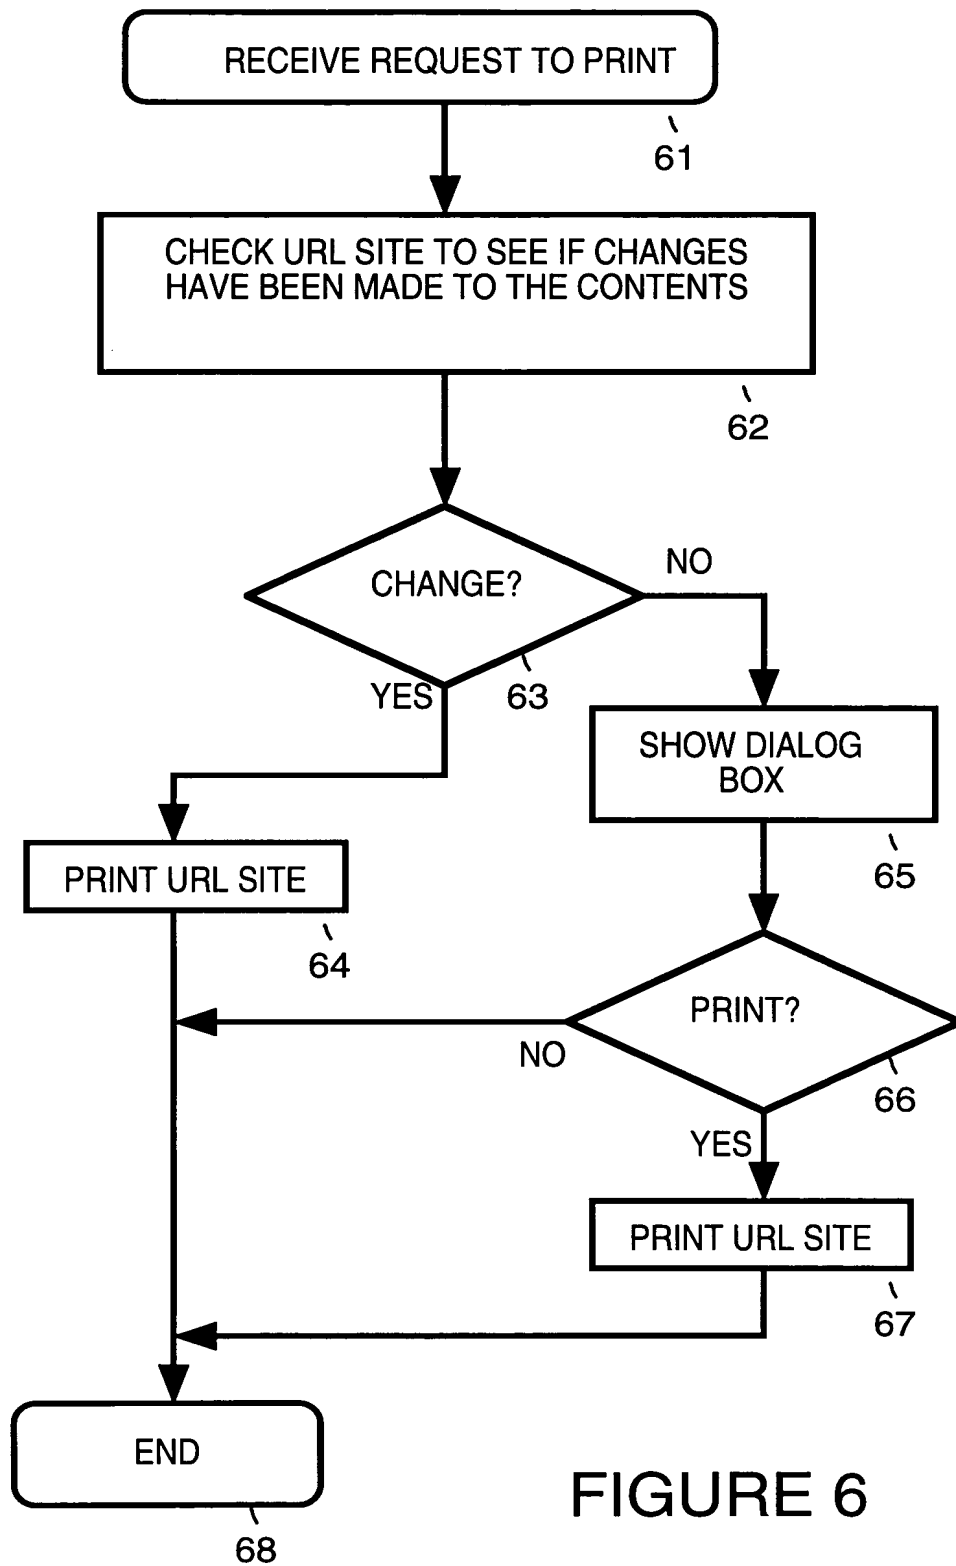 RECEIVE REQUEST TO PRINT
61
CHECK URL SITE TO SEE IF CHANGES
HAVE BEEN MADE TO THE CONTENTS
62
CHANGE?
NO
YES
63
SHOW DIALOG
BOX
65
PRINT URL SITE
64
PRINT?
NO
66
YES
PRINT URL SITE
67
END
68
FIGURE 6